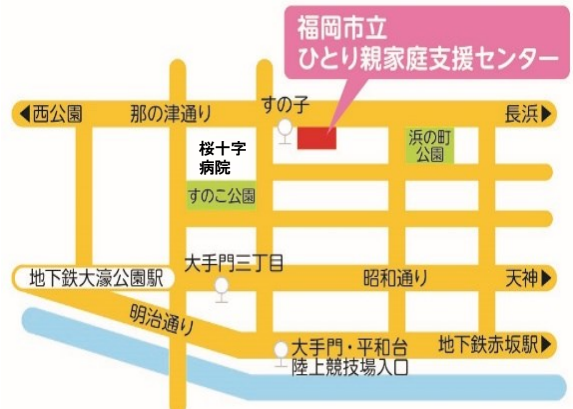 福岡市立
ひとり親家庭支援センター
◀西公園
那の津通り
すの子
長浜▶
桜十字
病院
浜の町
公園
すのこ公園
大手門三丁目
地下鉄大濠公園駅
昭和通り
天神▶
明治通り
大手門・平和台
陸上競技場入口
地下鉄赤坂駅▶